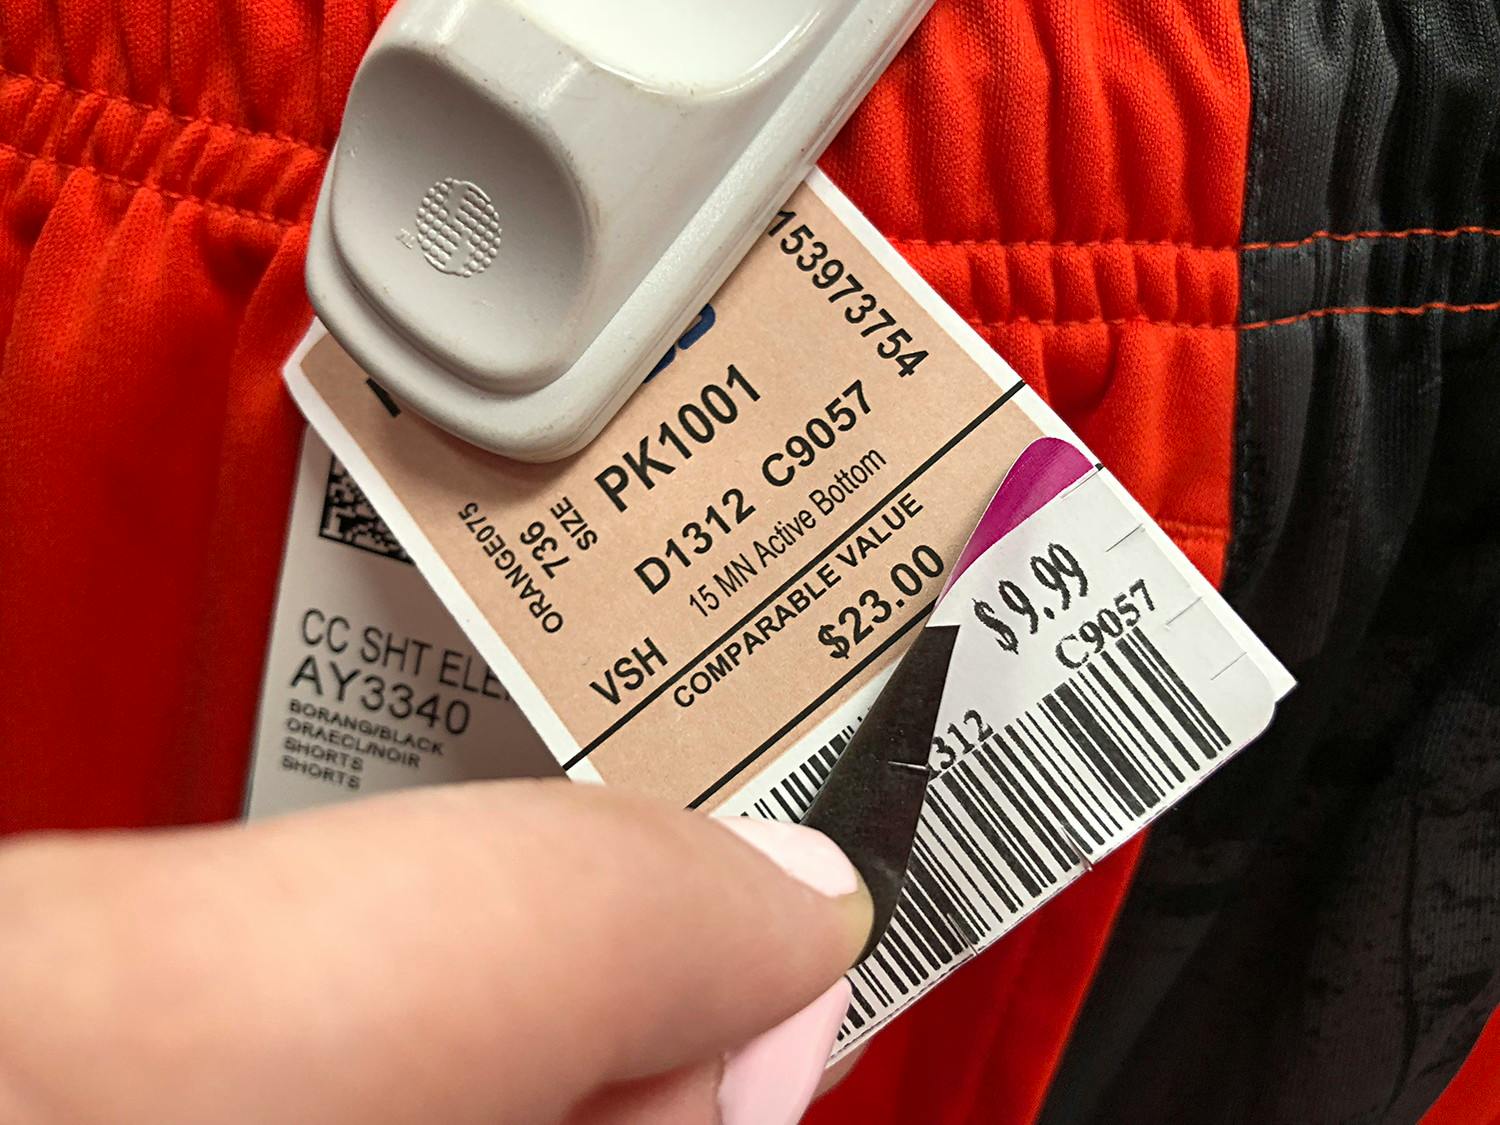 153973754
PK1001
D1312 C9057
15 MN Active Bottom
ORANGE075
736
SIZE
VSH
COMPARABLE VALUE
$23.00
$9.99
C9057
312
CC SHT
AY3340
BORANG/BLACK
ORAECL/NOIR
SHORTS
SHORTS